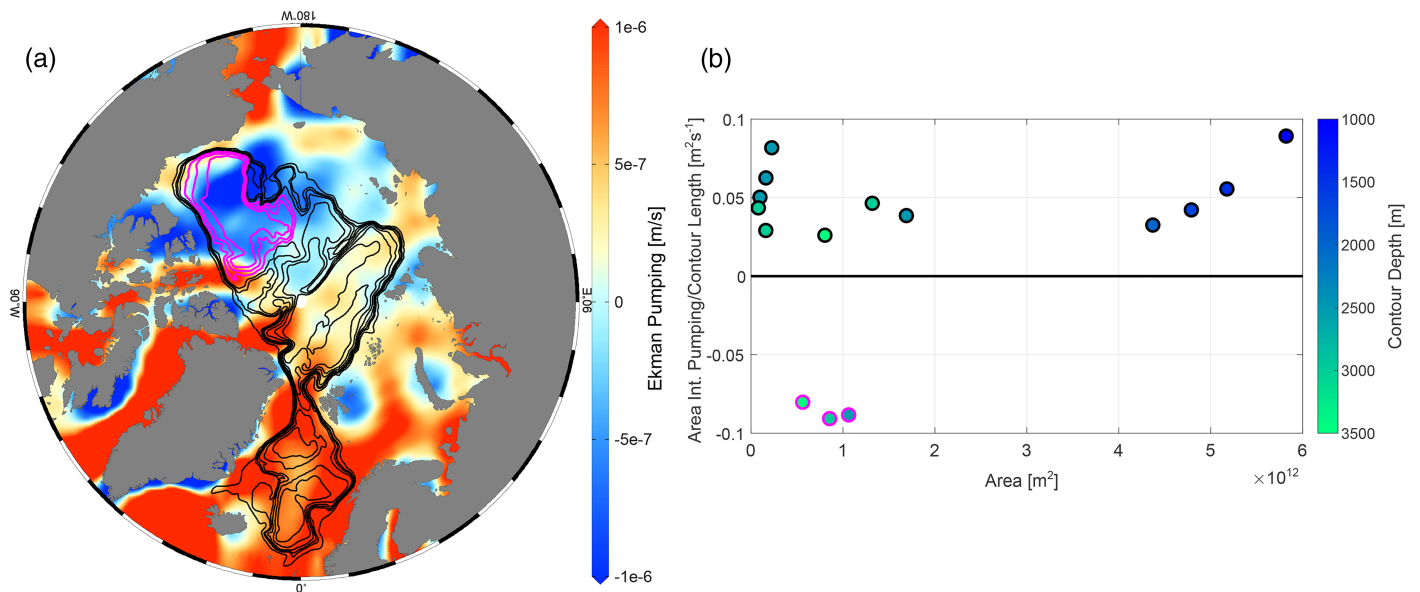 (a)
180°W
90°W
90°E
0°
1e-6
5e-7
0
-5e-7
-1e-6
Ekman Pumping [m/s]
(b)
Area Int. Pumping/Contour Length [m²s⁻¹]
0.1
0.05
0
-0.05
-0.1
0 1 2 3 4 5 6
×10¹²
Area [m²]
1000
1500
2000
2500
3000
3500
Contour Depth [m]